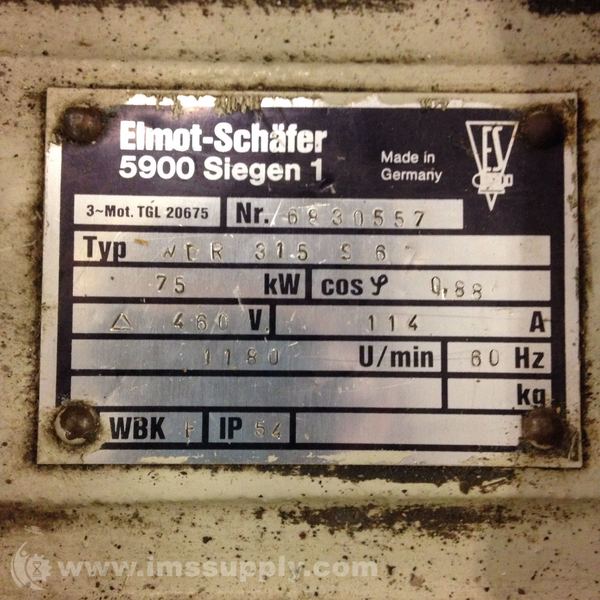 Elmot-Schäfer
5900 Siegen 1
Made in
Germany
ES
3~Mot. TGL 20675 Nr. 6830557
Typ 315 S 6
75 kW cos φ 0,88
△ 460 V 114 A
1180 U/min 60 Hz
kg
WBK F IP 54
www.imssupply.com